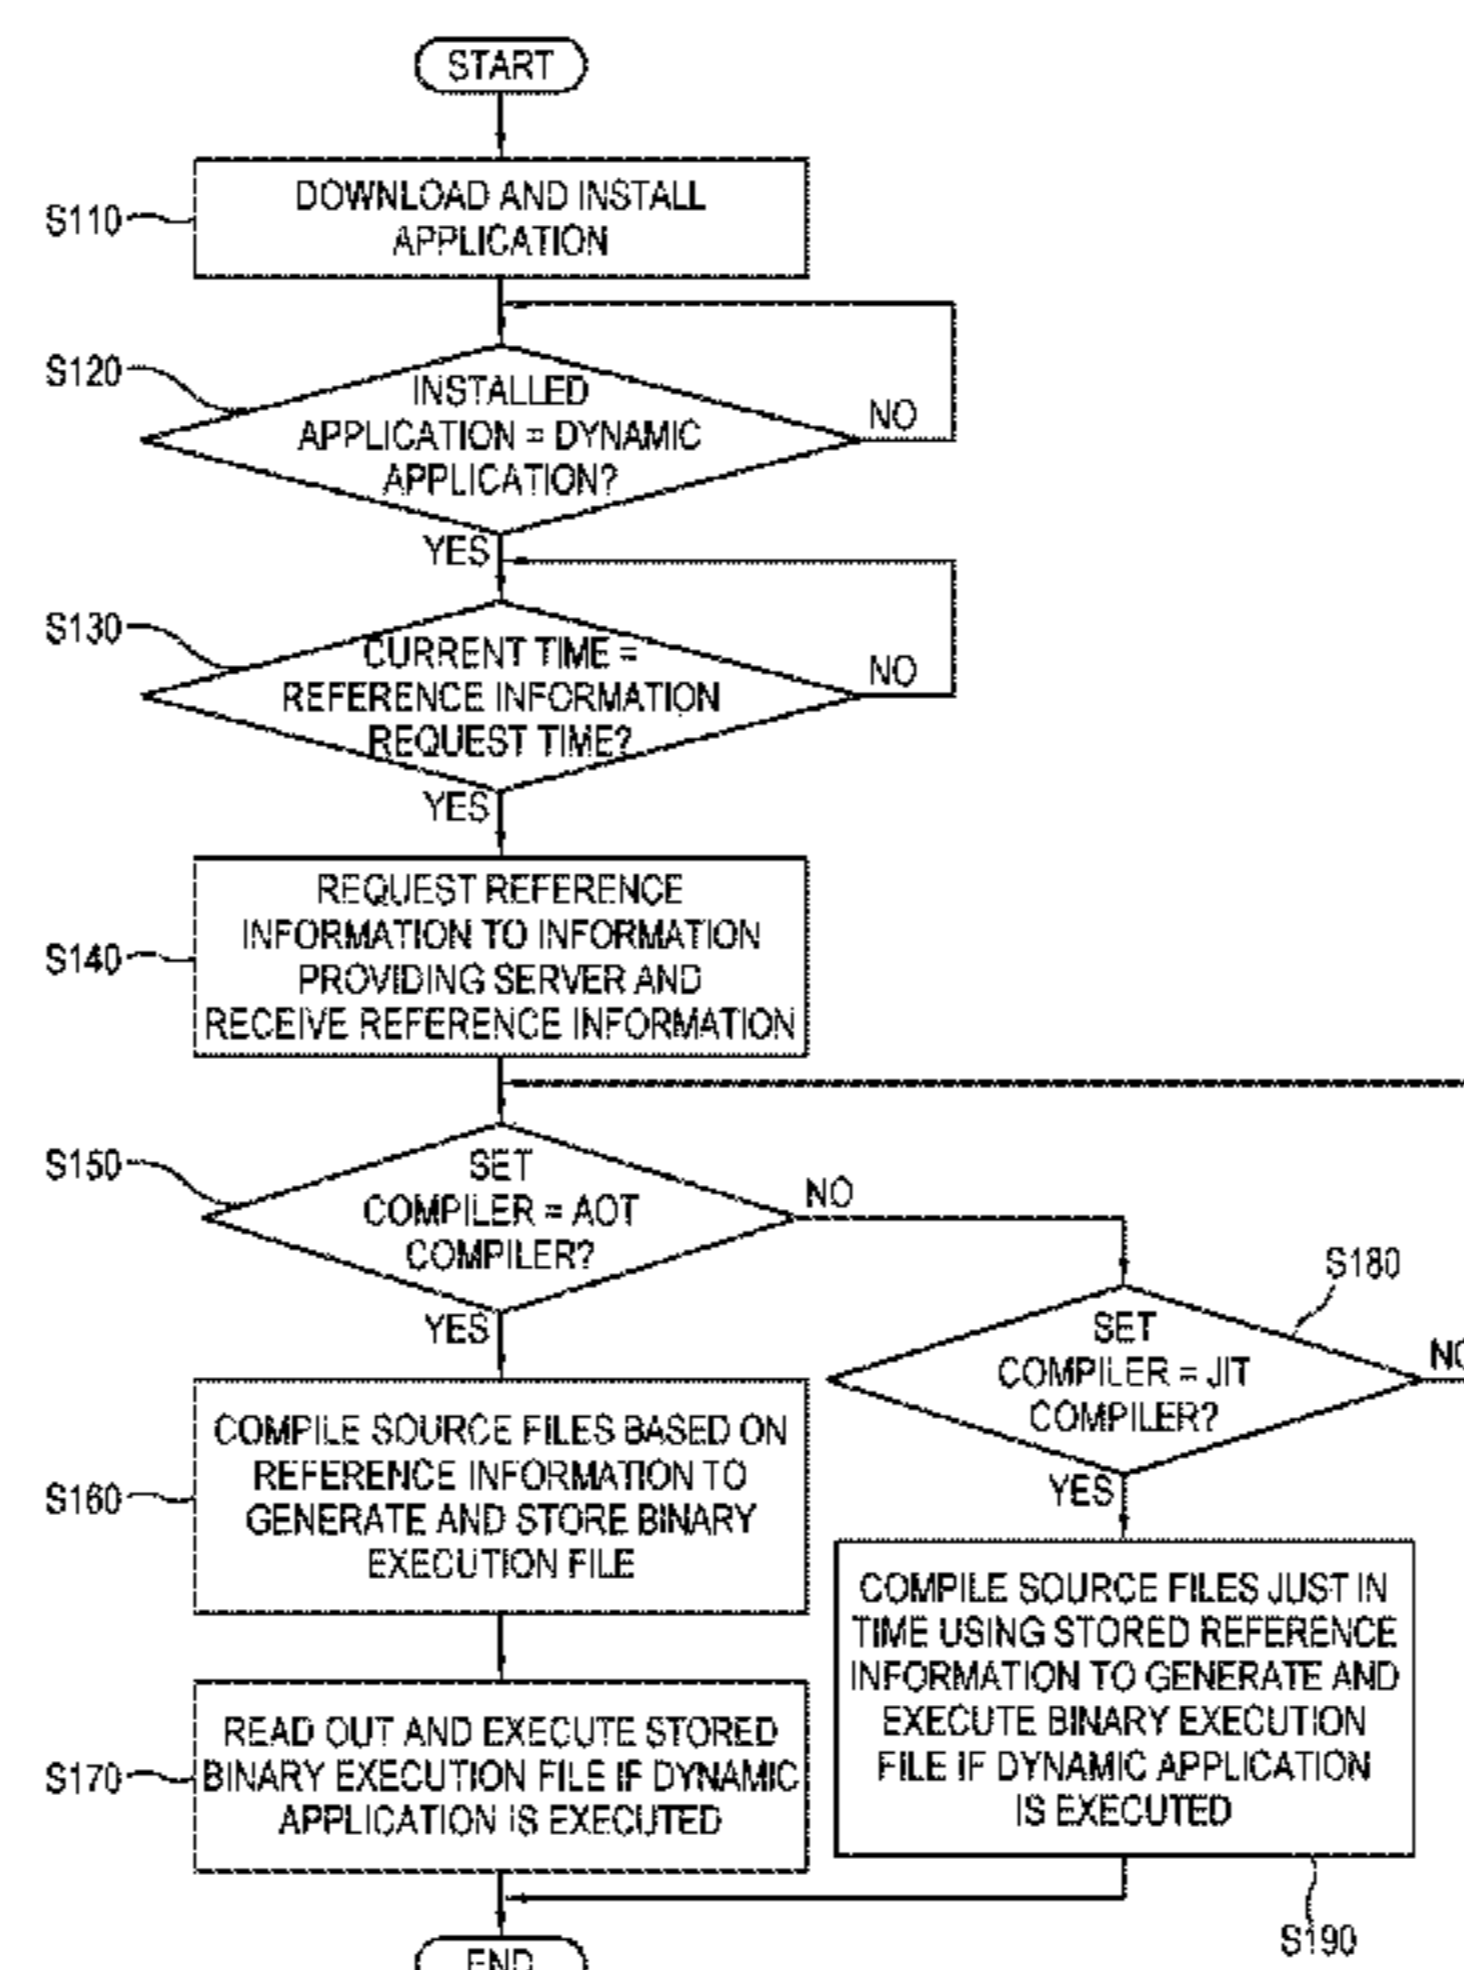 START
S110
DOWNLOAD AND INSTALL
APPLICATION
S120
INSTALLED
APPLICATION = DYNAMIC
APPLICATION?
NO
YES
S130
CURRENT TIME =
REFERENCE INFORMATION
REQUEST TIME?
NO
YES
S140
REQUEST REFERENCE
INFORMATION TO INFORMATION
PROVIDING SERVER AND
RECEIVE REFERENCE INFORMATION
S150
SET
COMPILER = AOT
COMPILER?
NO
YES
S180
SET
COMPILER = JIT
COMPILER?
NO
YES
S160
COMPILE SOURCE FILES BASED ON
REFERENCE INFORMATION TO
GENERATE AND STORE BINARY
EXECUTION FILE
COMPILE SOURCE FILES JUST IN
TIME USING STORED REFERENCE
INFORMATION TO GENERATE AND
EXECUTE BINARY EXECUTION
FILE IF DYNAMIC APPLICATION
IS EXECUTED
S190
S170
READ OUT AND EXECUTE STORED
BINARY EXECUTION FILE IF DYNAMIC
APPLICATION IS EXECUTED
END